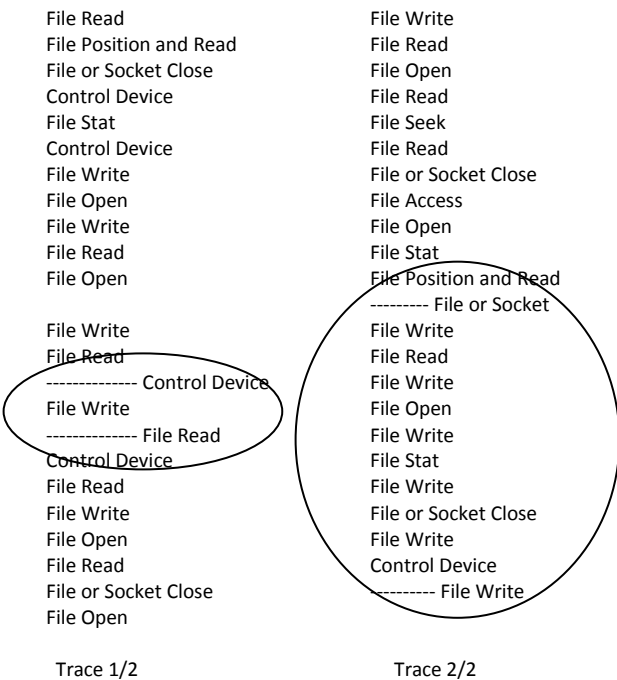 File Read
File Position and Read
File or Socket Close
Control Device
File Stat
Control Device
File Write
File Open
File Write
File Read
File Open
File Write
File Read
-------------- Control Device
File Write
-------------- File Read
Control Device
File Read
File Write
File Open
File Read
File or Socket Close
File Open
Trace 1/2
File Write
File Read
File Open
File Read
File Seek
File Read
File or Socket Close
File Access
File Open
File Stat
File Position and Read
--------- File or Socket
File Write
File Read
File Write
File Open
File Write
File Stat
File Write
File or Socket Close
File Write
Control Device
---------- File Write
Trace 2/2